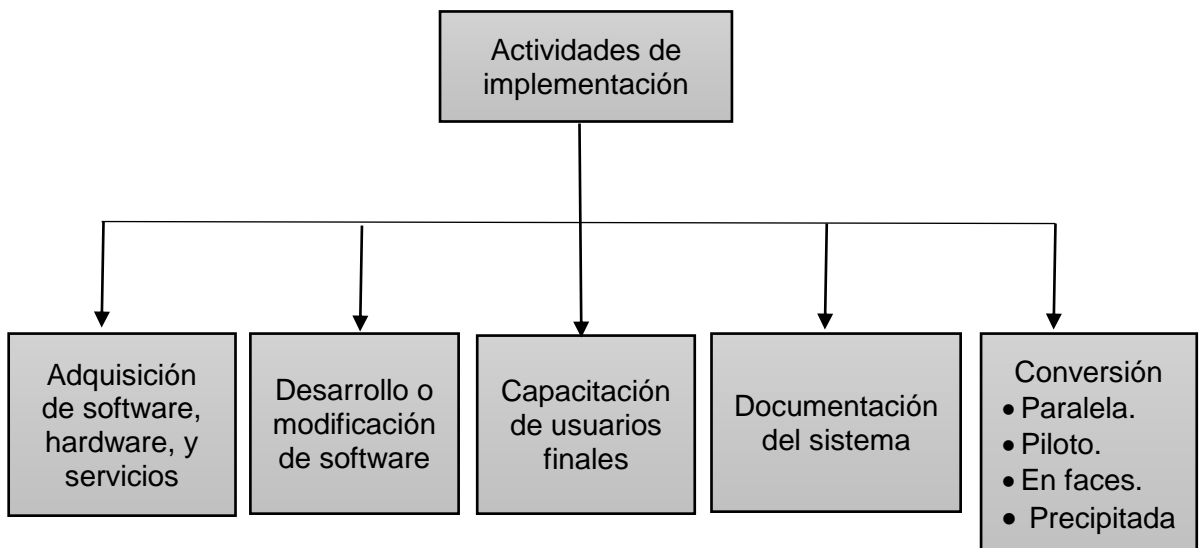 Actividades de
implementación
Adquisición
de software,
hardware, y
servicios
Desarrollo o
modificación
de software
Capacitación
de usuarios
finales
Documentación
del sistema
Conversión
• Paralela.
• Piloto.
• En faces.
• Precipitada